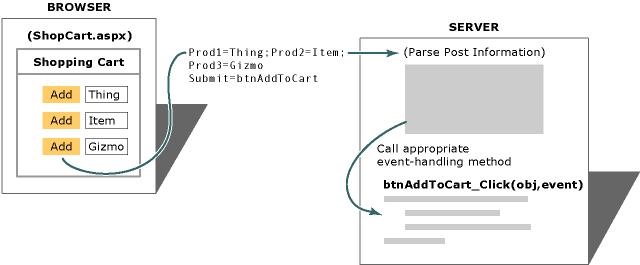 BROWSER
(ShopCart.aspx)
Shopping Cart
Add Thing
Add Item
Add Gizmo
Prod1=Thing;Prod2=Item;
Prod3=Gizmo
Submit=btnAddToCart
SERVER
(Parse Post Information)
Call appropriate
event-handling method
btnAddToCart_Click(obj,event)